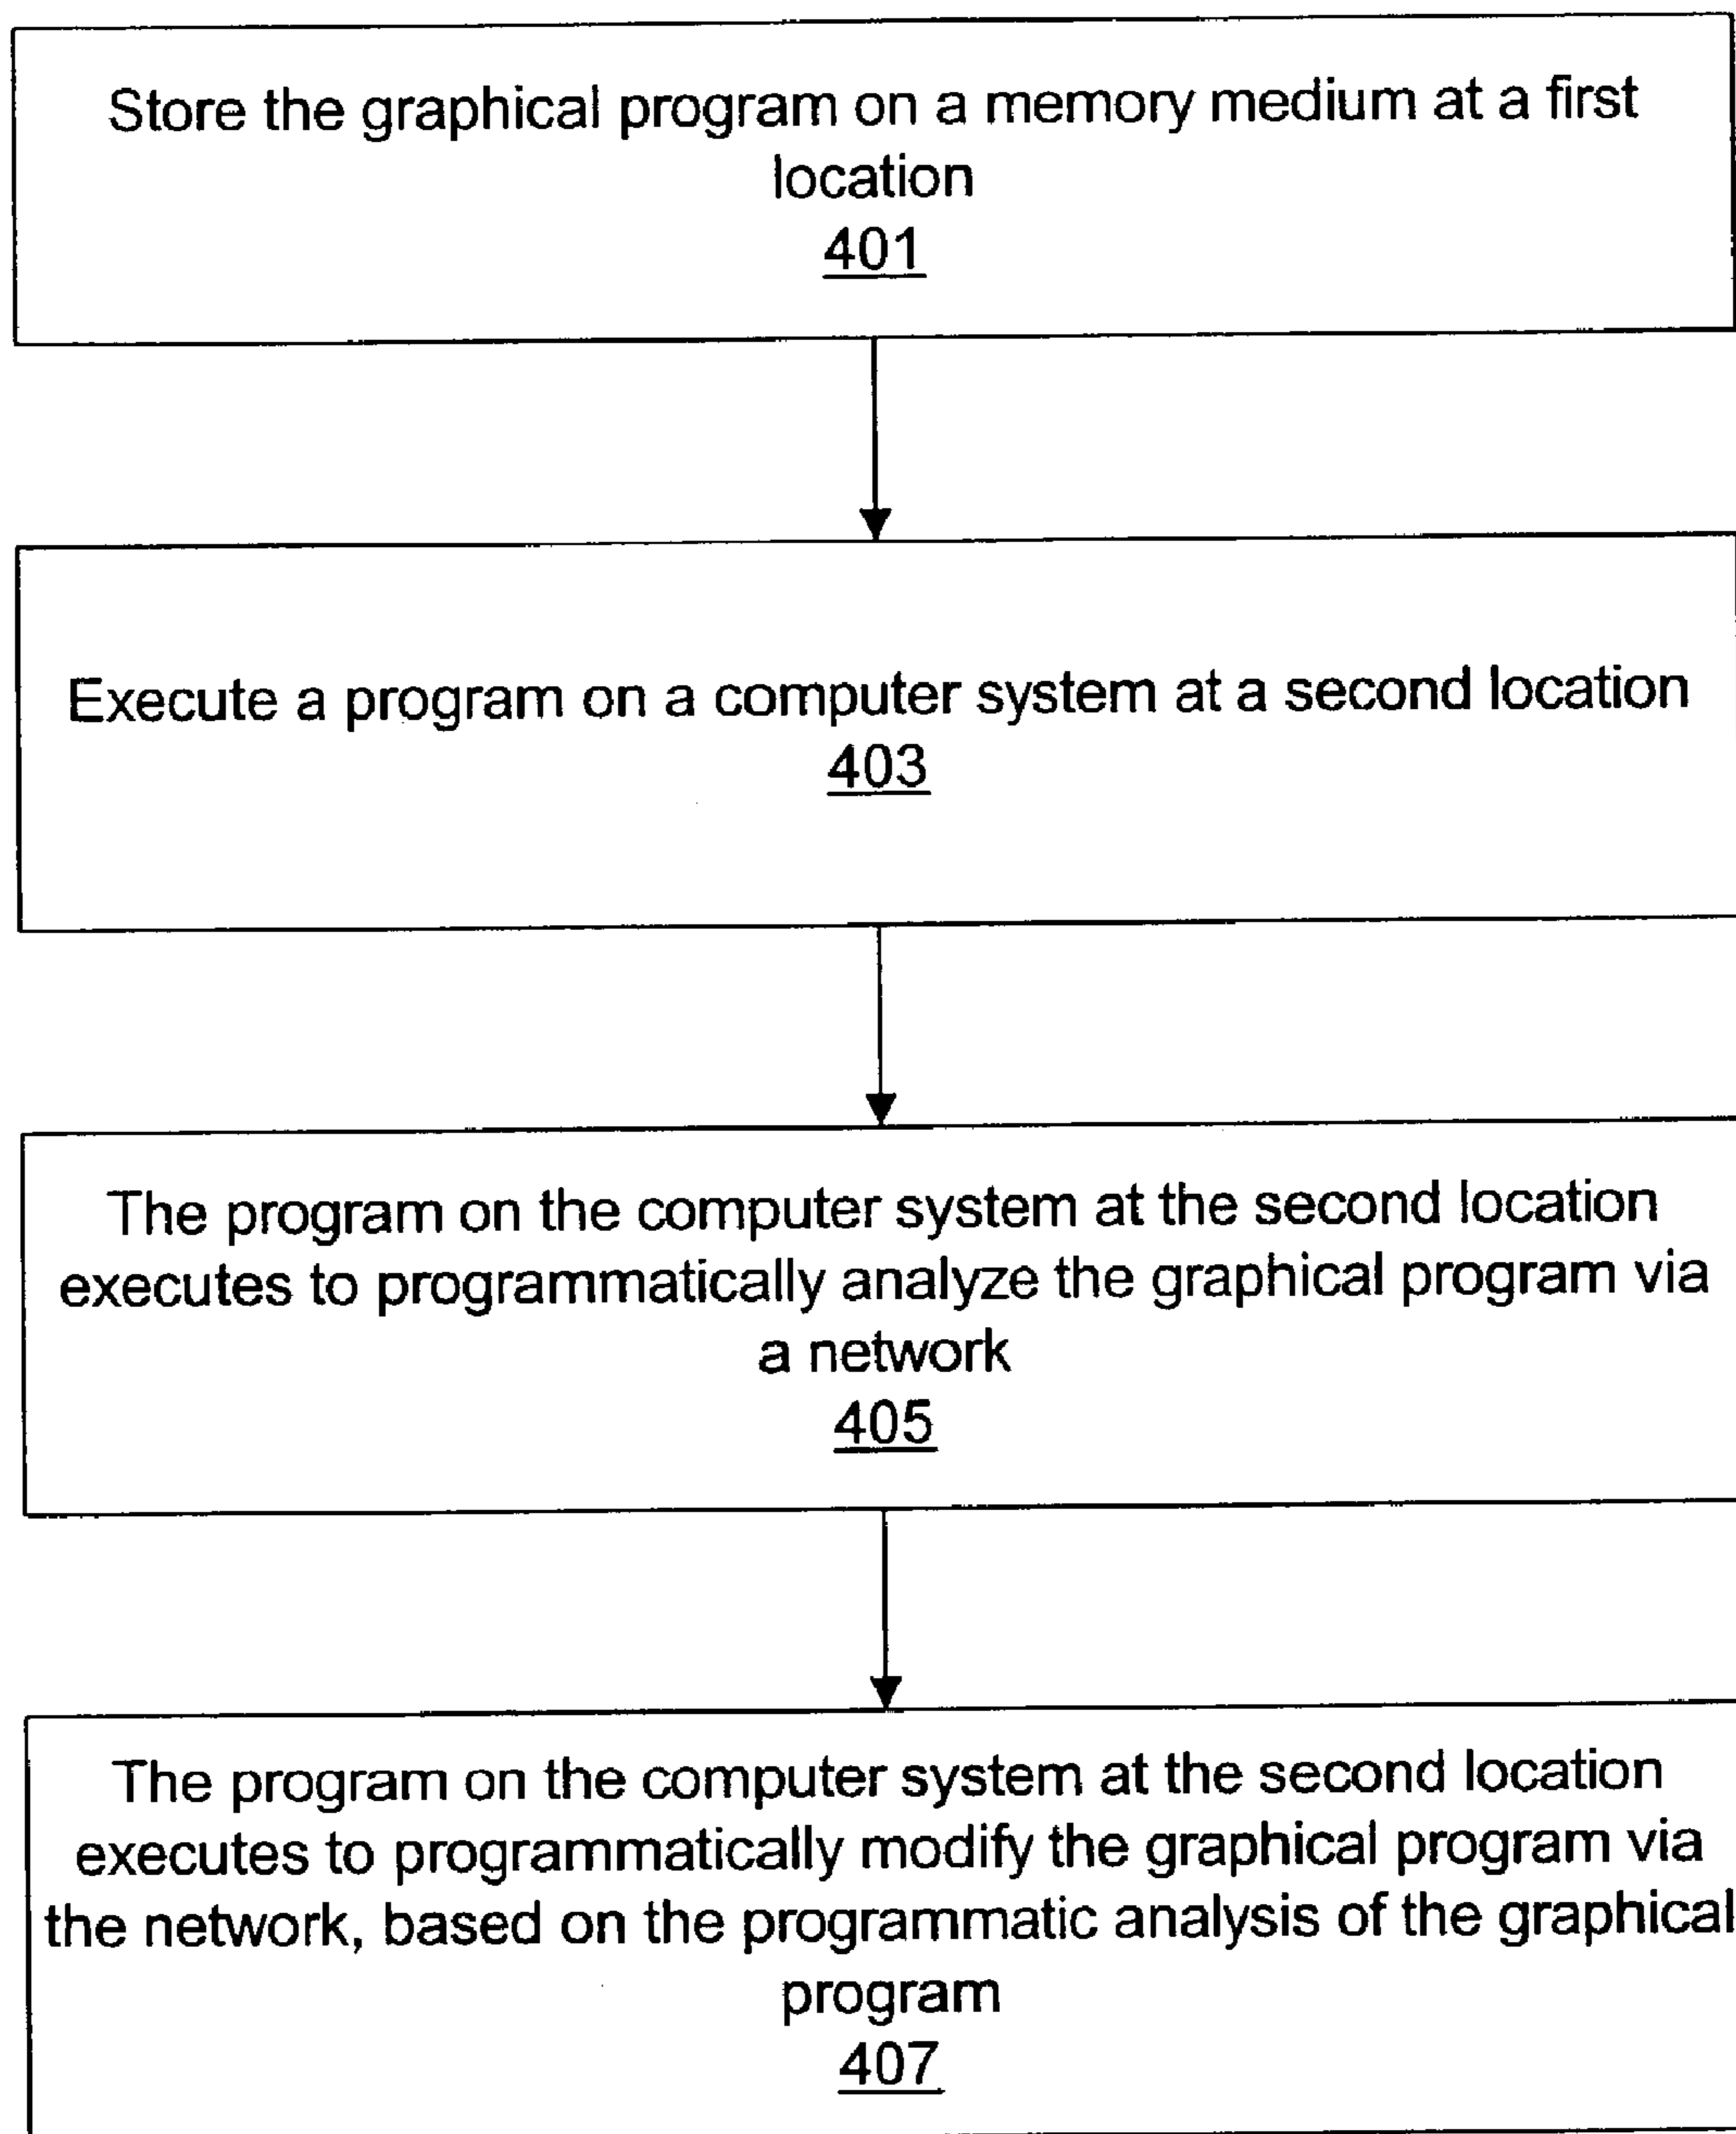 Store the graphical program on a memory medium at a first
location
401
Execute a program on a computer system at a second location
403
The program on the computer system at the second location
executes to programmatically analyze the graphical program via
a network
405
The program on the computer system at the second location
executes to programmatically modify the graphical program via
the network, based on the programmatic analysis of the graphical
program
407